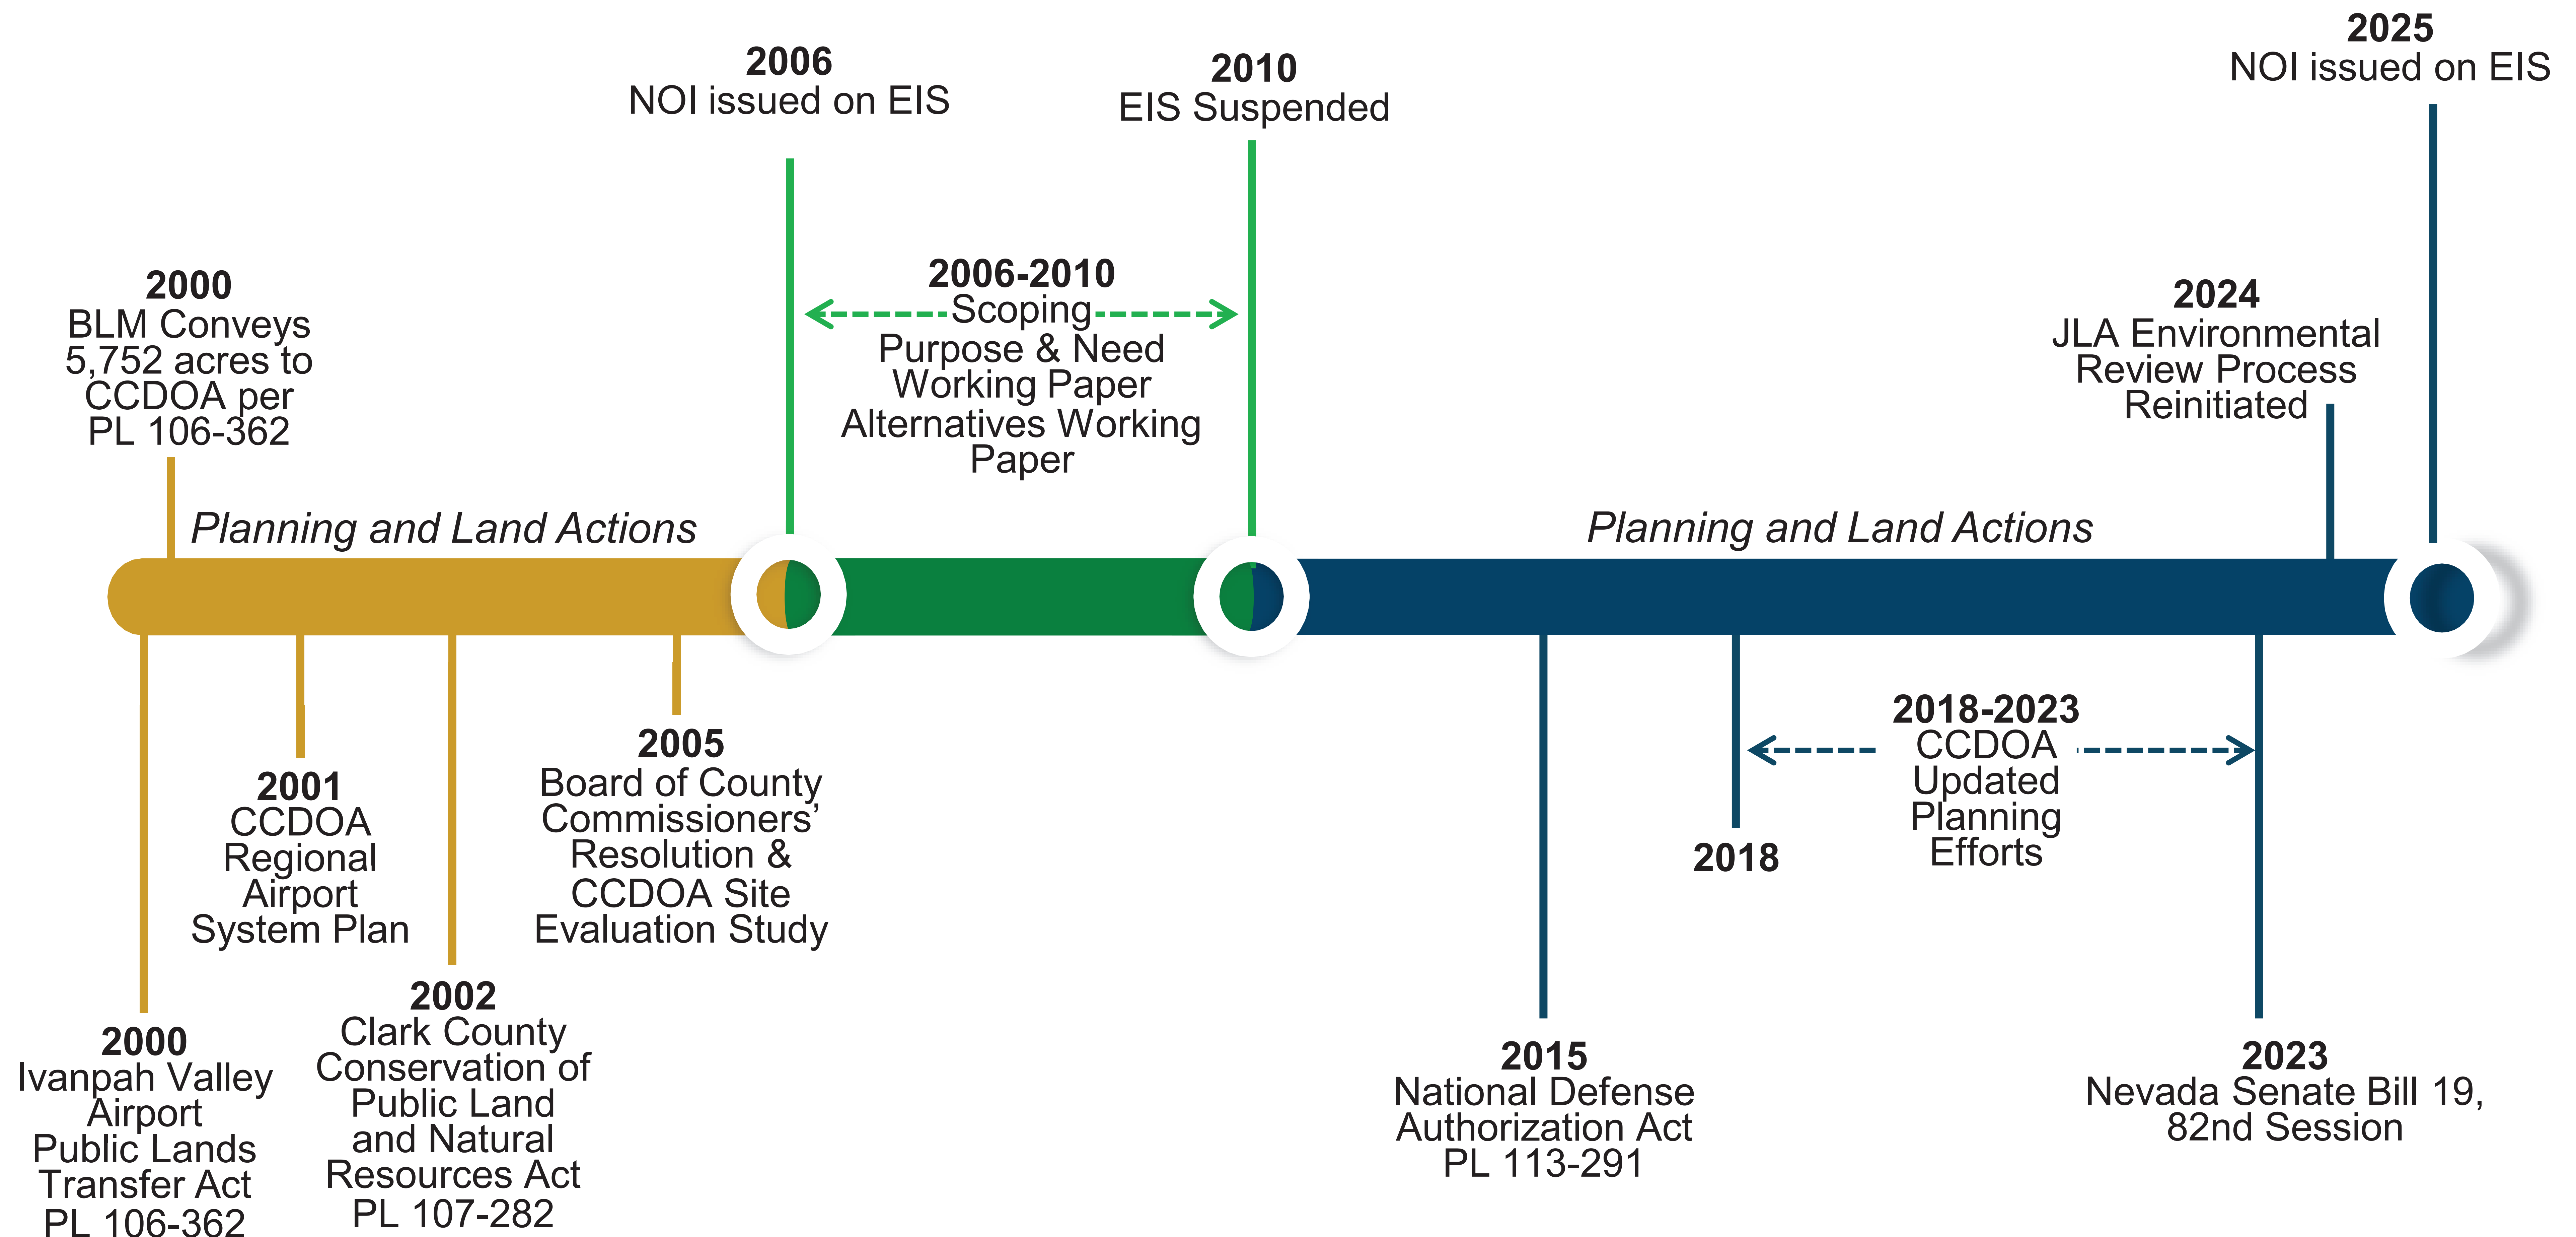 2006
NOI issued on EIS
2010
EIS Suspended
2025
NOI issued on EIS
2000
BLM Conveys
5,752 acres to
CCDOA per
PL 106-362
2006-2010
Scoping
Purpose & Need
Working Paper
Alternatives Working
Paper
2024
JLA Environmental
Review Process
Reinitiated
Planning and Land Actions
Planning and Land Actions
2000
Ivanpah Valley
Airport
Public Lands
Transfer Act
PL 106-362
2001
CCDOA
Regional
Airport
System Plan
2002
Clark County
Conservation of
Public Land
and Natural
Resources Act
PL 107-282
2005
Board of County
Commissioners’
Resolution &
CCDOA Site
Evaluation Study
2015
National Defense
Authorization Act
PL 113-291
2018
2018-2023
CCDOA
Updated
Planning
Efforts
2023
Nevada Senate Bill 19,
82nd Session